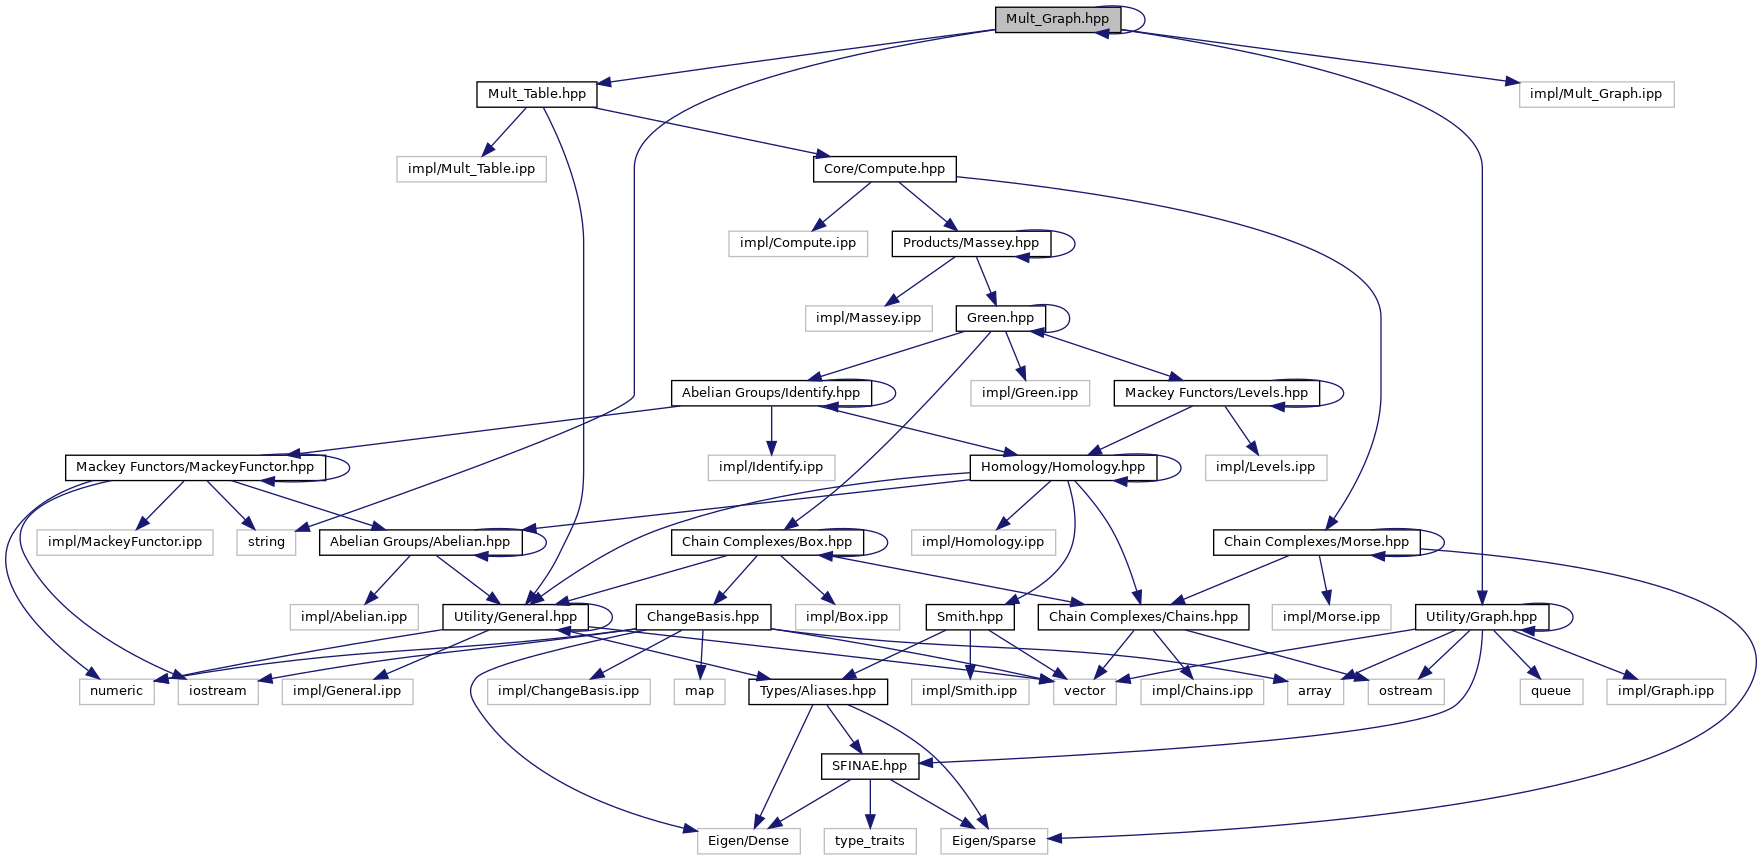 Mult_Graph.hpp
Mult_Table.hpp
impl/Mult_Graph.ipp
impl/Mult_Table.ipp
Core/Compute.hpp
impl/Compute.ipp
Products/Massey.hpp
impl/Massey.ipp
Green.hpp
Abelian Groups/Identify.hpp
impl/Green.ipp
Mackey Functors/Levels.hpp
Mackey Functors/MackeyFunctor.hpp
impl/Identify.ipp
Homology/Homology.hpp
impl/Levels.ipp
impl/MackeyFunctor.ipp
string
Abelian Groups/Abelian.hpp
Chain Complexes/Box.hpp
impl/Homology.ipp
Chain Complexes/Morse.hpp
impl/Abelian.ipp
Utility/General.hpp
ChangeBasis.hpp
impl/Box.ipp
Smith.hpp
Chain Complexes/Chains.hpp
impl/Morse.ipp
Utility/Graph.hpp
numeric
iostream
impl/General.ipp
impl/ChangeBasis.ipp
map
Types/Aliases.hpp
impl/Smith.ipp
vector
impl/Chains.ipp
array
ostream
queue
impl/Graph.ipp
SFINAE.hpp
Eigen/Dense
type_traits
Eigen/Sparse